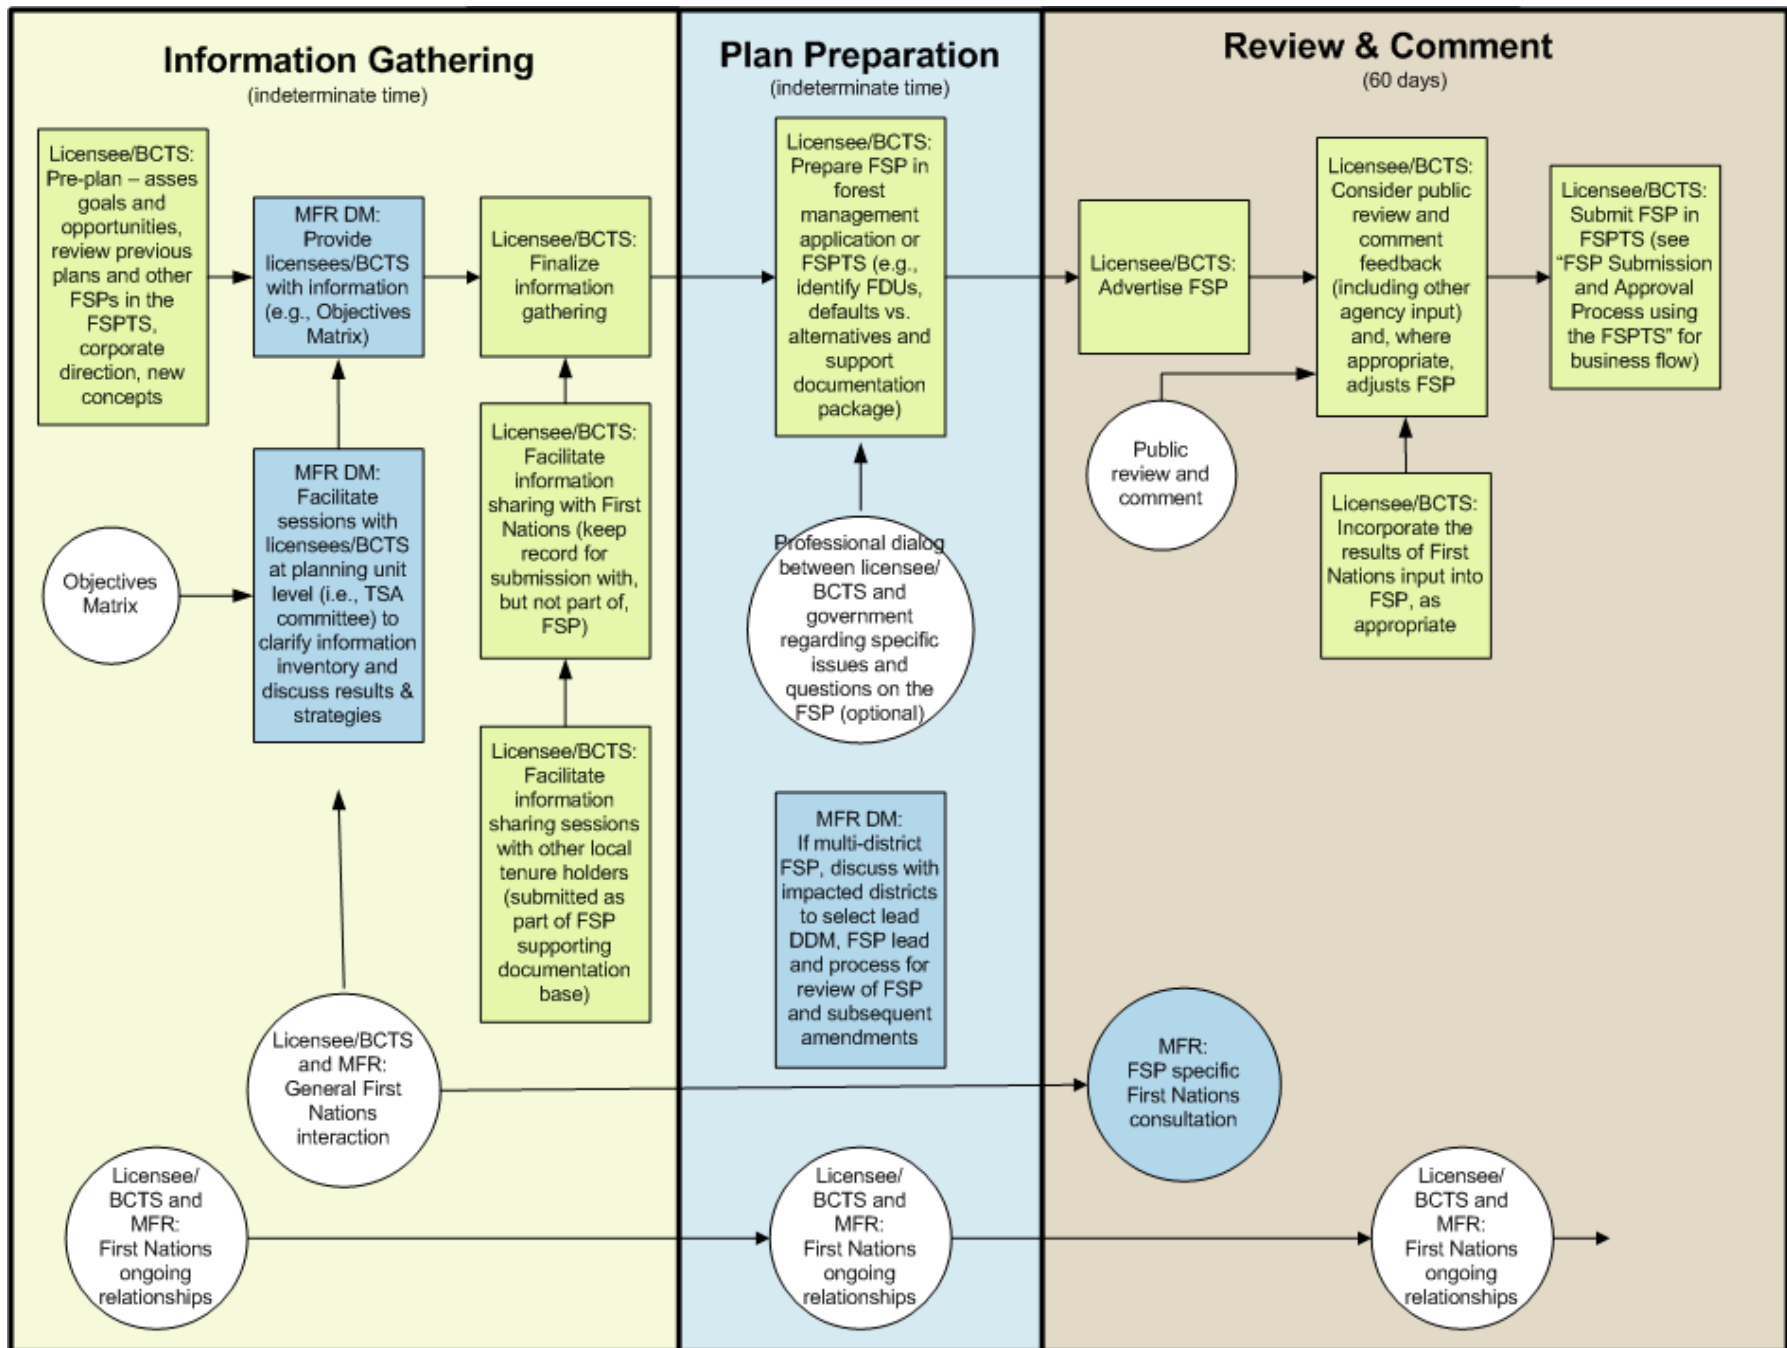 Information Gathering
(indeterminate time)
Licensee/BCTS:
Pre-plan – asses
goals and
opportunities,
review previous
plans and other
FSPs in the
FSPTS,
corporate
direction, new
concepts
MFR DM:
Provide
licensees/BCTS
with information
(e.g., Objectives
Matrix)
Licensee/BCTS:
Finalize
information
gathering
Objectives
Matrix
MFR DM:
Facilitate
sessions with
licensees/BCTS
at planning unit
level (i.e., TSA
committee) to
clarify information
inventory and
discuss results &
strategies
Licensee/BCTS:
Facilitate
information
sharing with First
Nations (keep
record for
submission with,
but not part of,
FSP)
Licensee/BCTS:
Facilitate
information
sharing sessions
with other local
tenure holders
(submitted as
part of FSP
supporting
documentation
base)
Licensee/BCTS
and MFR:
General First
Nations
interaction
Licensee/
BCTS and
MFR:
First Nations
ongoing
relationships
Plan Preparation
(indeterminate time)
Licensee/BCTS:
Prepare FSP in
forest
management
application or
FSPTS (e.g.,
identify FDUs,
defaults vs.
alternatives and
support
documentation
package)
Professional dialog
between licensee/
BCTS and
government
regarding specific
issues and
questions on the
FSP (optional)
MFR DM:
If multi-district
FSP, discuss with
impacted districts
to select lead
DDM, FSP lead
and process for
review of FSP
and subsequent
amendments
Licensee/
BCTS and
MFR:
First Nations
ongoing
relationships
Review & Comment
(60 days)
Licensee/BCTS:
Advertise FSP
Licensee/BCTS:
Consider public
review and
comment
feedback
(including other
agency input)
and, where
appropriate,
adjusts FSP
Licensee/BCTS:
Submit FSP in
FSPTS (see
“FSP Submission
and Approval
Process using
the FSPTS” for
business flow)
Public
review and
comment
Licensee/BCTS:
Incorporate the
results of First
Nations input into
FSP, as
appropriate
MFR:
FSP specific
First Nations
consultation
Licensee/
BCTS and
MFR:
First Nations
ongoing
relationships